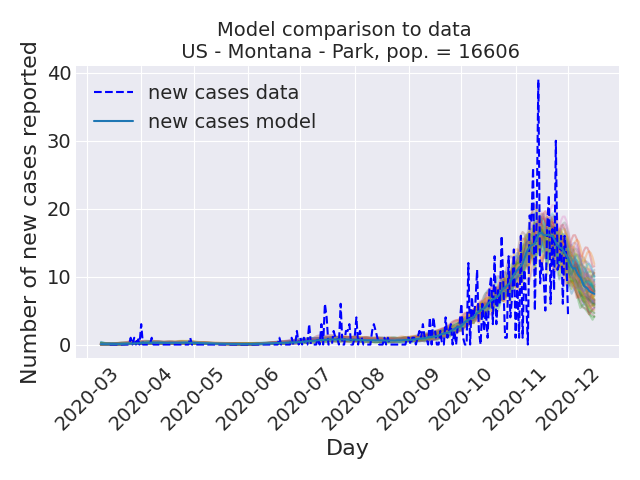 Model comparison to data
US - Montana - Park, pop. = 16606
Number of new cases reported
40
30
20
10
0
new cases data
new cases model
2020-03
2020-04
2020-05
2020-06
2020-07
2020-08
2020-09
2020-10
2020-11
2020-12
Day